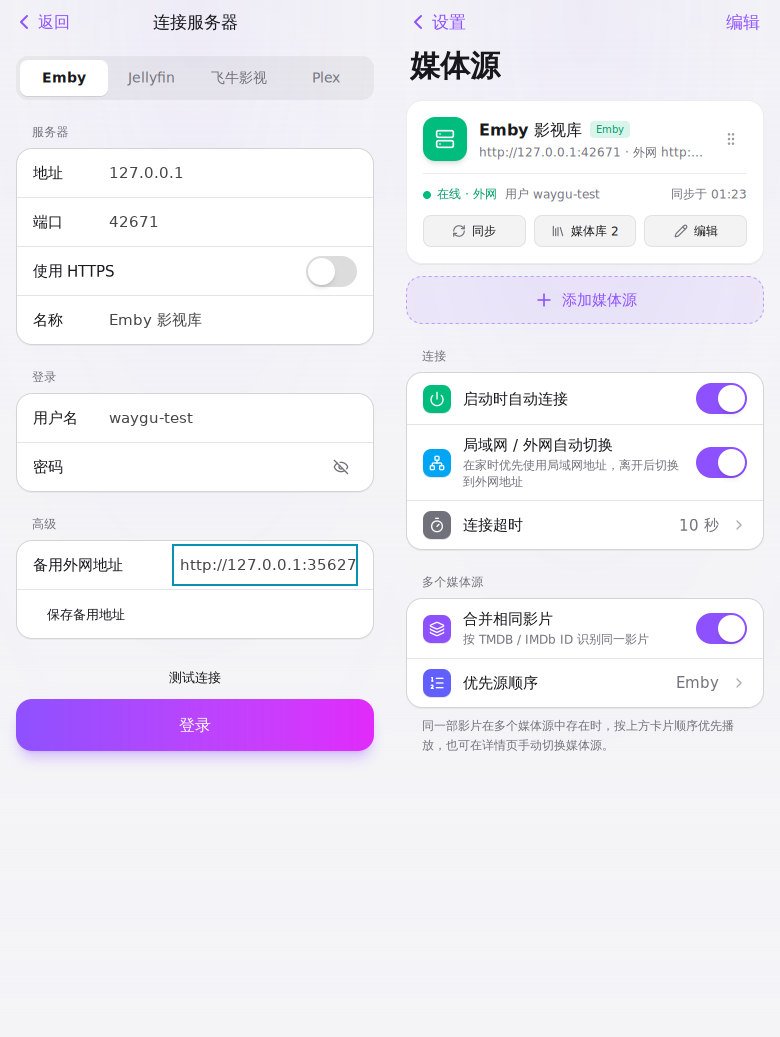 返回
连接服务器
Emby
Jellyfin
飞牛影视
Plex
服务器
地址 127.0.0.1
端口 42671
使用 HTTPS
名称 Emby 影视库
登录
用户名 waygu-test
密码
高级
备用外网地址 http://127.0.0.1:35627
保存备用地址
测试连接
登录
设置
编辑
媒体源
Emby 影视库 Emby
http://127.0.0.1:42671 · 外网 http:...
在线 · 外网 用户 waygu-test 同步于 01:23
同步
媒体库 2
编辑
添加媒体源
连接
启动时自动连接
局域网 / 外网自动切换
在家时优先使用局域网地址，离开后切换
到外网地址
连接超时 10 秒
多个媒体源
合并相同影片
按 TMDB / IMDb ID 识别同一影片
优先源顺序 Emby
同一部影片在多个媒体源中存在时，按上方卡片顺序优先播
放，也可在详情页手动切换媒体源。